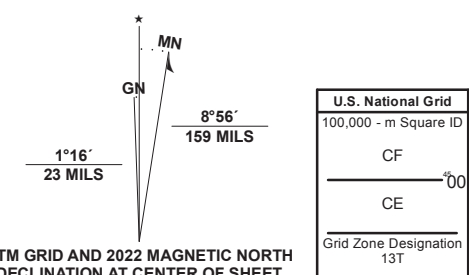 ★
MN
GN
8°56´
159 MILS
1°16´
23 MILS
TM GRID AND 2022 MAGNETIC NORTH
DECLINATION AT CENTER OF SHEET
U.S. National Grid
100,000 - m Square ID
CF
4500
CE
Grid Zone Designation
13T